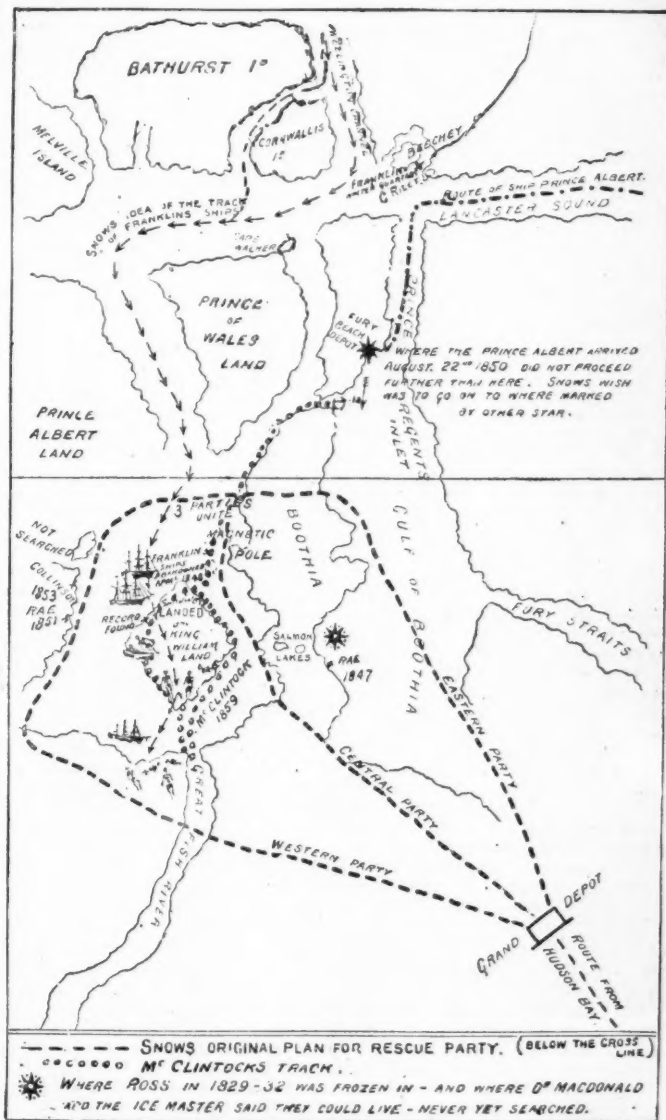 BATHURST Iᴰ
MELVILLE
ISLAND
WELLINGTON CHANNEL
CORNWALLIS
Iᴰ
BEECHEY
FRANKLINS
WINTER QUARTERS
C RILEY
ROUTE OF SHIP PRINCE ALBERT.
LANCASTER SOUND
SNOWS IDEA OF THE TRACK
OF FRANKLINS SHIPS
CAPE
WALKER
PRINCE
OF
WALES
LAND
FURY
BEACH
DEPOT
PRINCE
REGENTS
INLET
WHERE THE PRINCE ALBERT ARRIVED
AUGUST. 22ᴺᴰ 1850 DID NOT PROCEED
FURTHER THAN HERE. SNOWS WISH
WAS TO GO ON TO WHERE MARKED
BY OTHER STAR.
PRINCE
ALBERT
LAND
3 PARTIES
UNITE
MAGNETIC
POLE
NOT
SEARCHED
COLLINSON
1853
RAE
1851
FRANKLINS
SHIPS
ABANDONED
APRIL
RECORD
FOUND
LANDED
ON
KING
WILLIAM
LAND
McCLINTOCK
1859
BOOTHIA
SALMON
LAKES
RAE
1847
GULF OF
BOOTHIA
FURY STRAITS
EASTERN PARTY
CENTRAL PARTY
WESTERN PARTY
GREAT
FISH RIVER
GRAND
DEPOT
ROUTE FROM
HUDSON BAY.
SNOWS ORIGINAL PLAN FOR RESCUE PARTY. (BELOW THE CROSS
LINE)
Mc CLINTOCKS TRACK.
WHERE ROSS IN 1829-32 WAS FROZEN IN - AND WHERE Dᴿ MACDONALD
AND THE ICE MASTER SAID THEY COULD LIVE - NEVER YET SEARCHED.